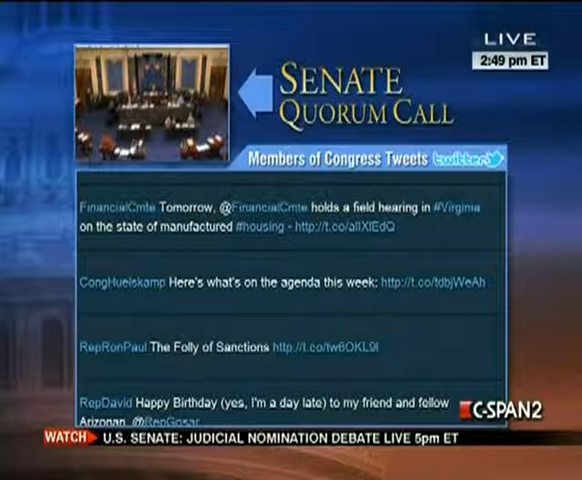 LIVE
2:49 pm ET
SENATE
QUORUM CALL
Members of Congress Tweets twitter
FinancialCmte Tomorrow, @FinancialCmte holds a field hearing in #Virginia
on the state of manufactured #housing - http://t.co/allXlEdQ
CongHuelskamp Here's what's on the agenda this week: http://t.co/tdbjWeAh
RepRonPaul The Folly of Sanctions http://t.co/tw6OKL9l
RepDavid Happy Birthday (yes, I'm a day late) to my friend and fellow
Arizonan, @RepGosar
C-SPAN2
WATCH U.S. SENATE: JUDICIAL NOMINATION DEBATE LIVE 5pm ET